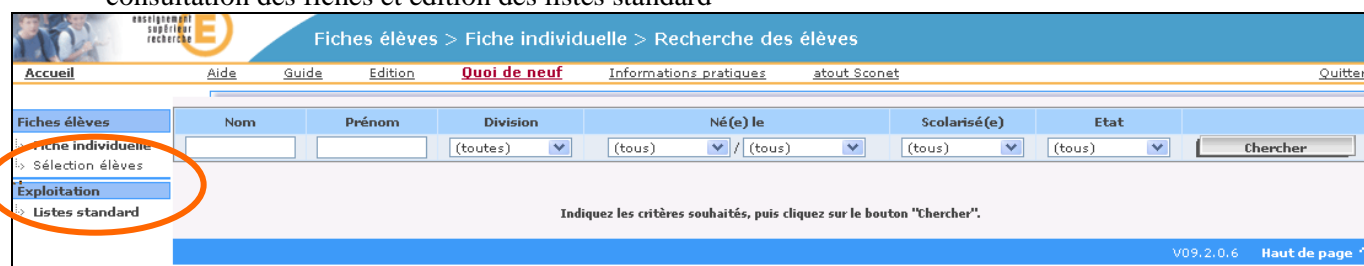 consultation des fiches et édition des listes standard
enseignement
supérieur
recherche
E
Fiches élèves > Fiche individuelle > Recherche des élèves
Accueil Aide Guide Edition Quoi de neuf Informations pratiques atout Sconet Quitter
Fiches élèves Nom Prénom Division Né(e) le Scolarisé(e) Etat
Fiche individuelle (toutes) (tous) / (tous) (tous) (tous) Chercher
Sélection élèves
Exploitation
Listes standard Indiquez les critères souhaités, puis cliquez sur le bouton "Chercher".
V09.2.0.6 Haut de page